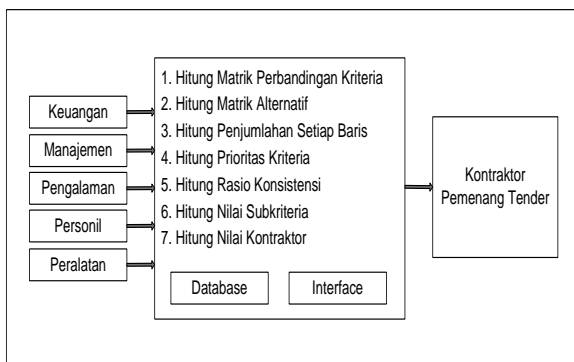 Keuangan
Manajemen
Pengalaman
Personil
Peralatan
1. Hitung Matrik Perbandingan Kriteria
2. Hitung Matrik Alternatif
3. Hitung Penjumlahan Setiap Baris
4. Hitung Prioritas Kriteria
5. Hitung Rasio Konsistensi
6. Hitung Nilai Subkriteria
7. Hitung Nilai Kontraktor
Database
Interface
Kontraktor
Pemenang Tender